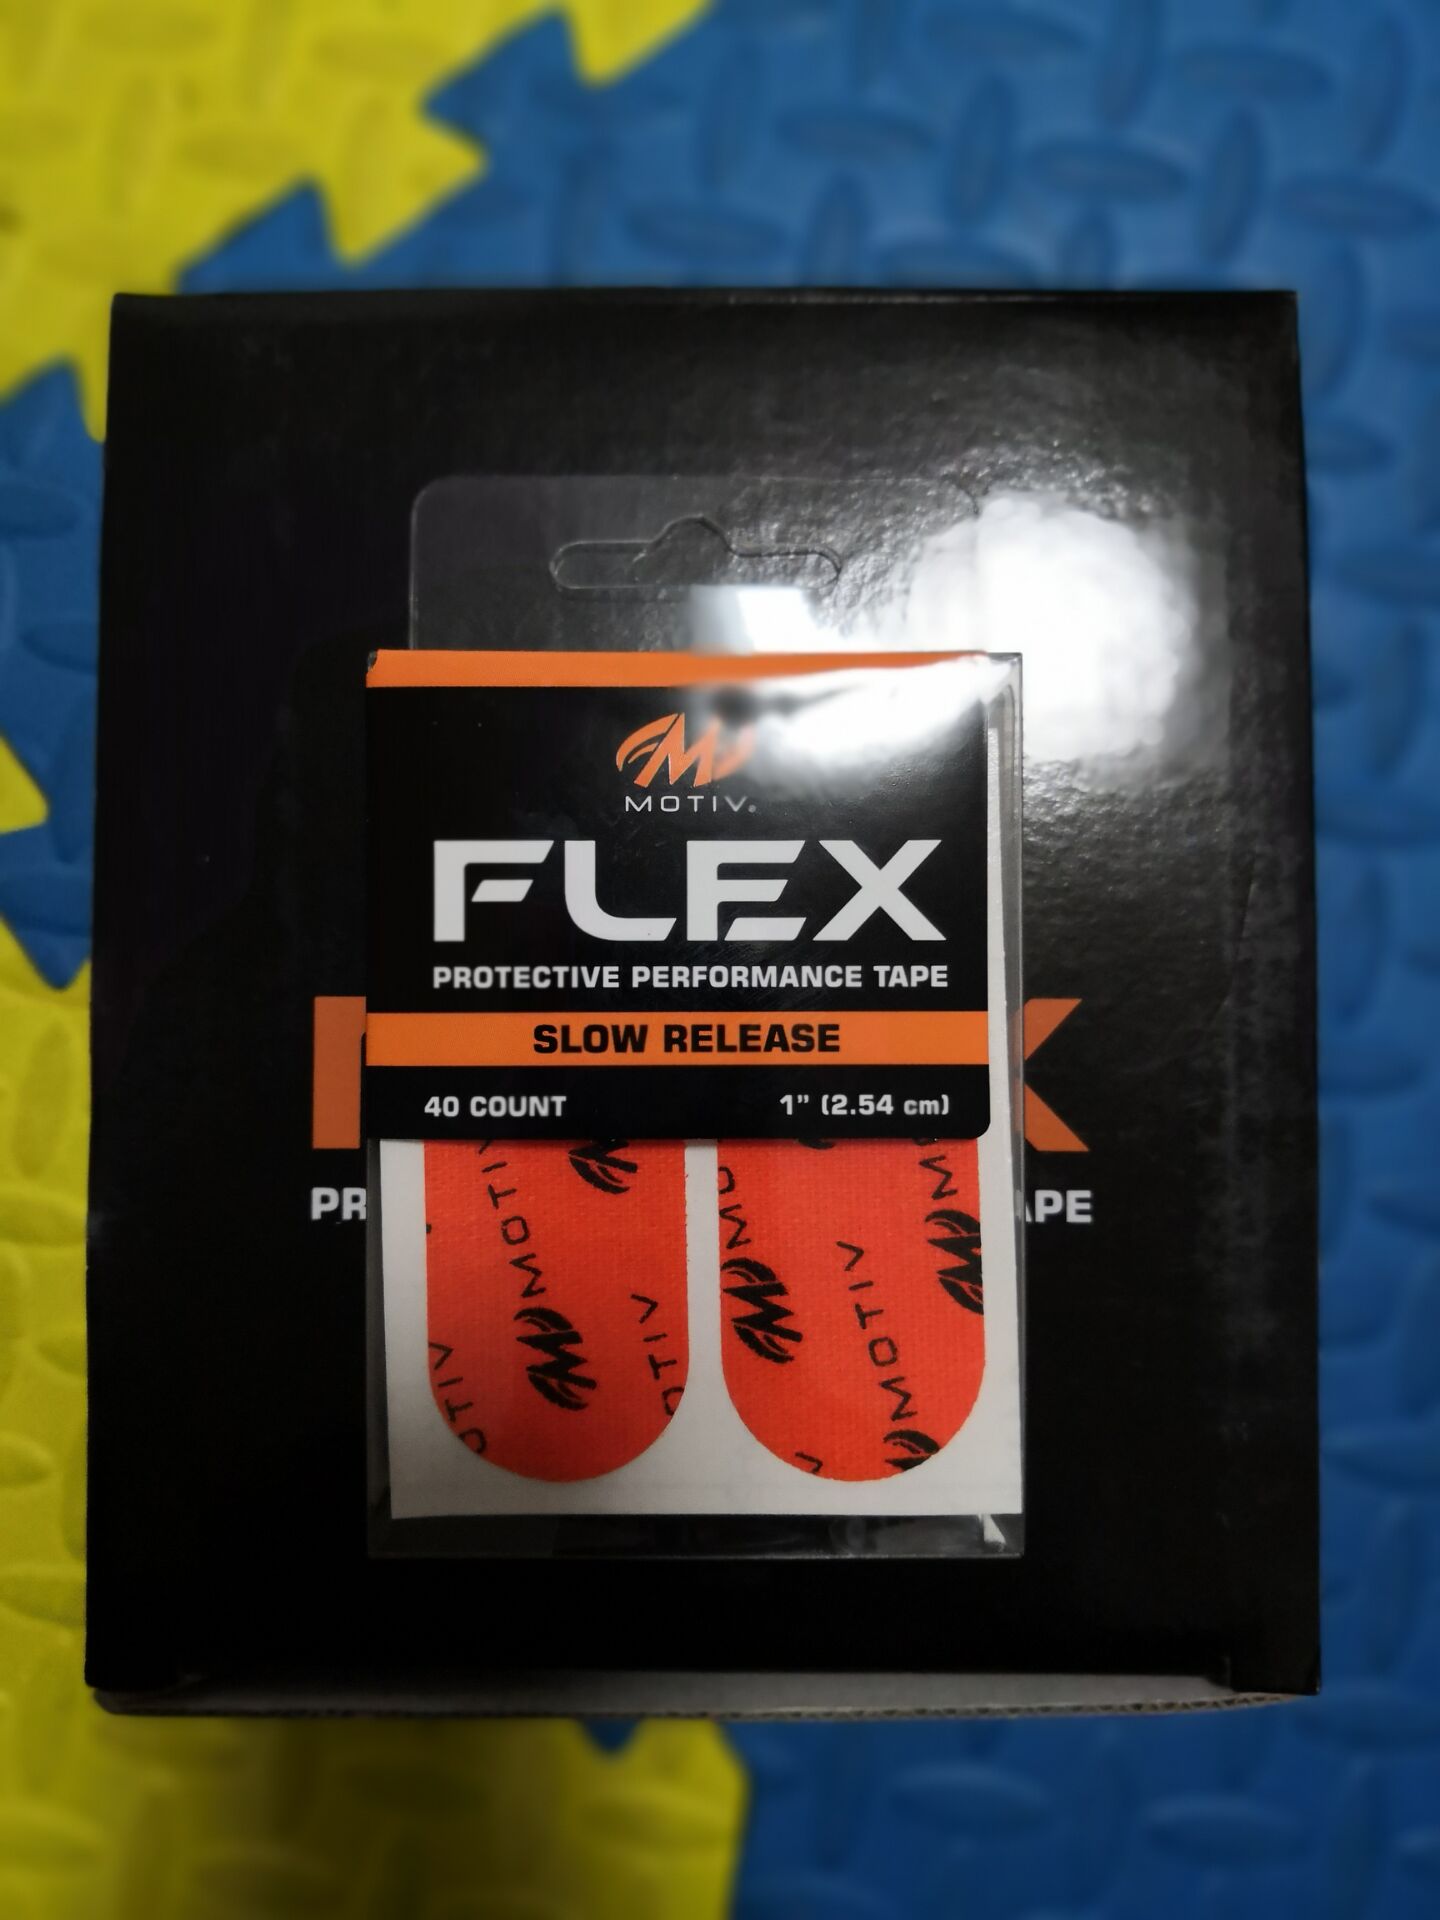 MOTIV®
FLEX
PROTECTIVE PERFORMANCE TAPE
SLOW RELEASE
40 COUNT 1” (2.54 cm)
MOTIV
MOTIV
MOTIV
MOTIV